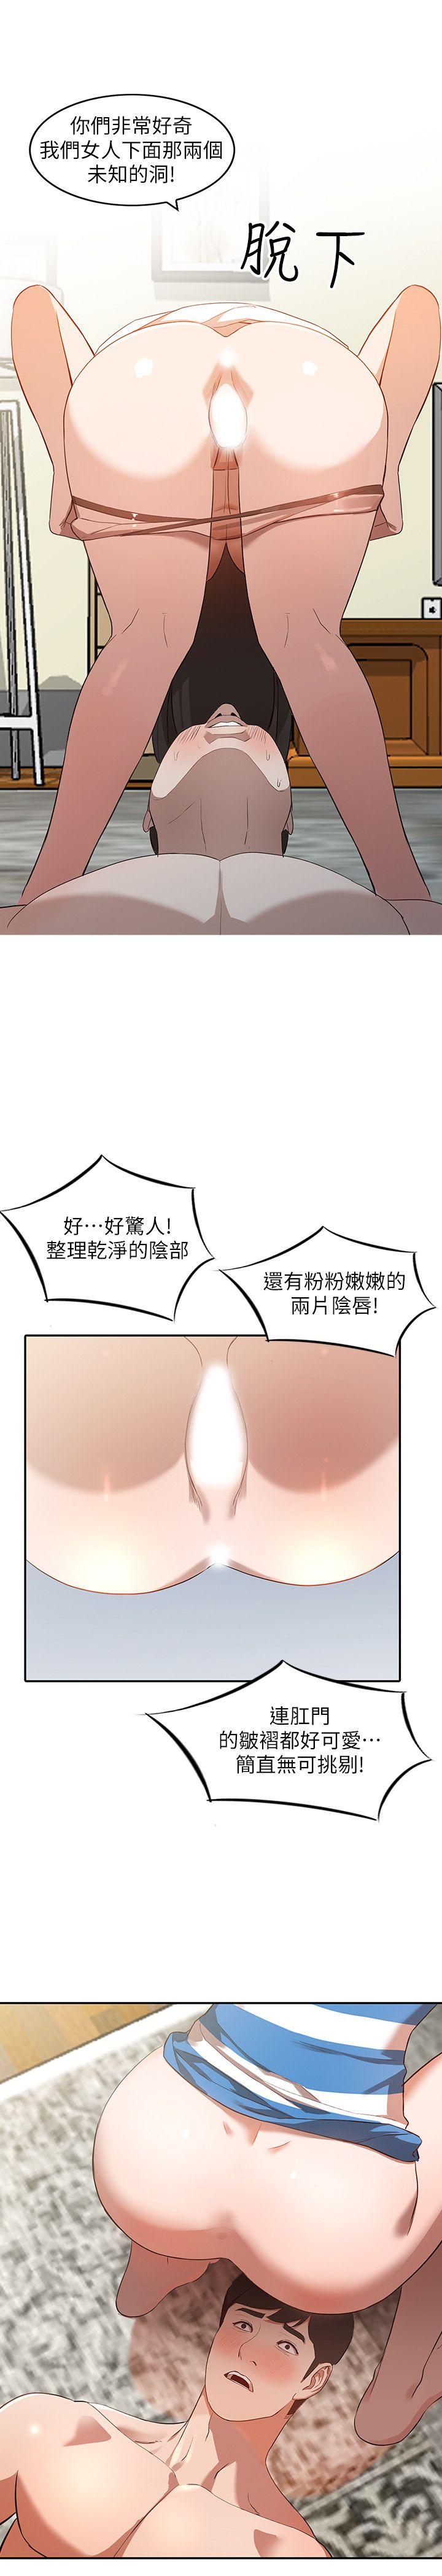 你們非常好奇
我們女人下面那兩個
未知的洞!
脫下
好…好驚人!
整理乾淨的陰部
還有粉粉嫩嫩的
兩片陰唇!
連肛門
的皺褶都好可愛…
簡直無可挑剔!